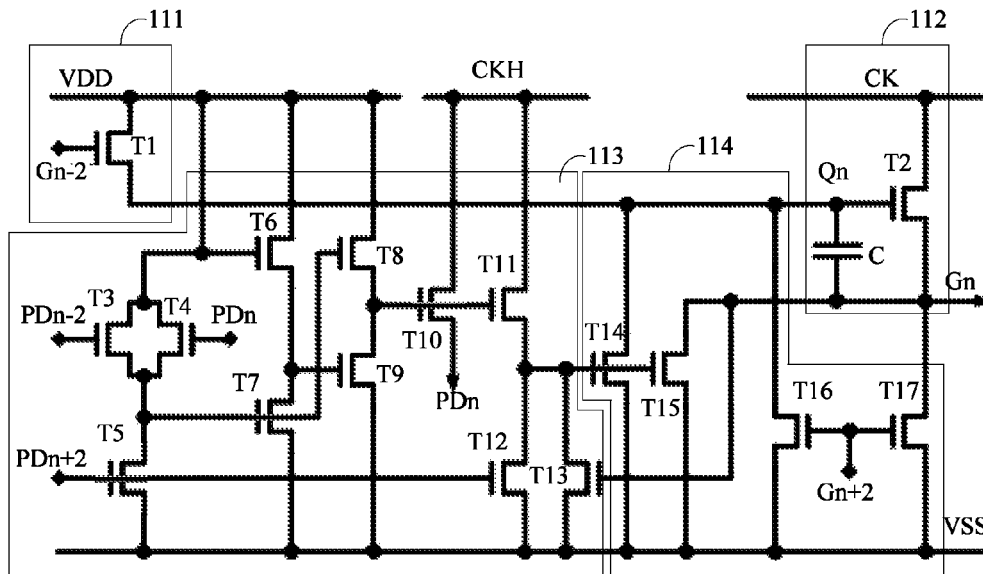 111
112
VDD
CKH
CK
T1
Gn-2
113
114
Qn
T2
T6
T8
T11
C
Gn
T3
T4
PDn-2
PDn
T10
T14
T7
T9
PDn
T15
T16
T17
T5
T12
PDn+2
T13
Gn+2
VSS